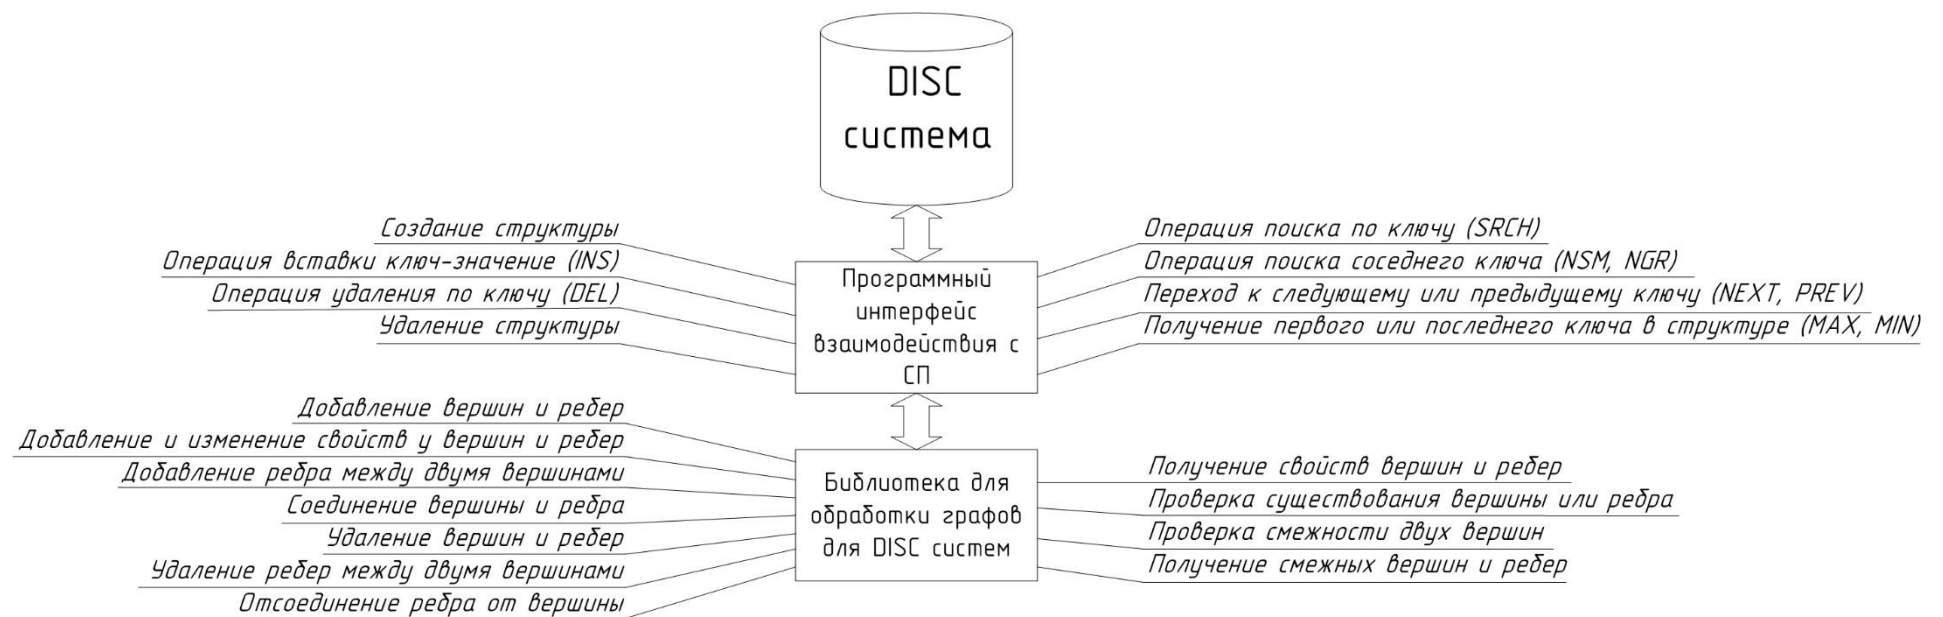 DISC
система
Создание структуры
Операция вставки ключ-значение (INS)
Операция удаления по ключу (DEL)
Удаление структуры
Программный
интерфейс
взаимодействия с
СП
Операция поиска по ключу (SRCH)
Операция поиска соседнего ключа (NSM, NGR)
Переход к следующему или предыдущему ключу (NEXT, PREV)
Получение первого или последнего ключа в структуре (MAX, MIN)
Добавление вершин и ребер
Добавление и изменение свойств у вершин и ребер
Добавление ребра между двумя вершинами
Соединение вершины и ребра
Удаление вершин и ребер
Удаление ребер между двумя вершинами
Отсоединение ребра от вершины
Библиотека для
обработки графов
для DISC систем
Получение свойств вершин и ребер
Проверка существования вершины или ребра
Проверка смежности двух вершин
Получение смежных вершин и ребер